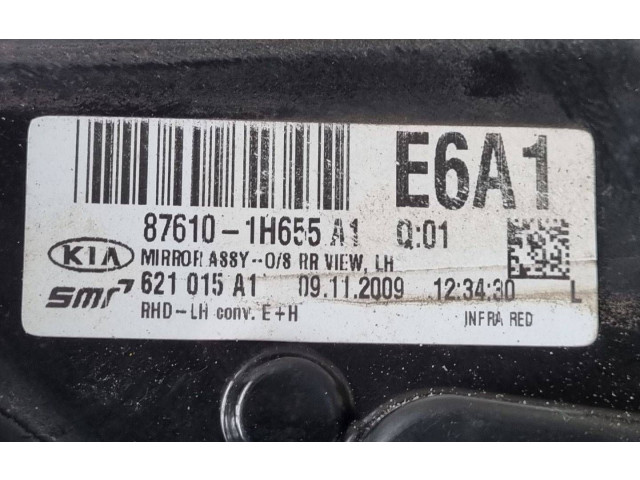 E6A1
87610-1H655 A1 Q:01
KIA MIRROR ASSY--O/S RR VIEW, LH
smr 621 015 A1 09.11.2009 12:34:30 L
RHD-LH conv. E+H INFRA RED